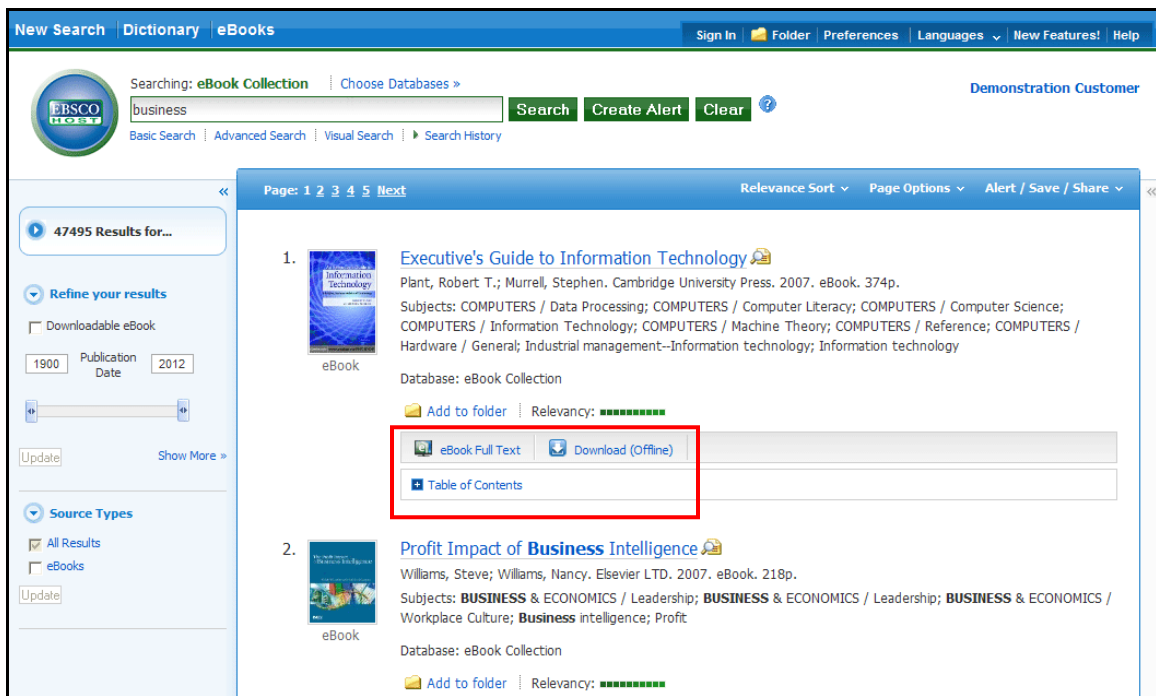 New Search Dictionary eBooks
Sign In Folder Preferences Languages New Features! Help
Searching: eBook Collection Choose Databases »
Demonstration Customer
EBSCO
HOST
business
Search Create Alert Clear ?
Basic Search Advanced Search Visual Search Search History
«
Page: 1 2 3 4 5 Next
Relevance Sort Page Options Alert / Save / Share
«
47495 Results for...
Refine your results
Downloadable eBook
1900 Publication Date 2012
Update
Show More »
Source Types
All Results
eBooks
Update
1.
Information
Technology
eBook
Executive's Guide to Information Technology
Plant, Robert T.; Murrell, Stephen. Cambridge University Press. 2007. eBook. 374p.
Subjects: COMPUTERS / Data Processing; COMPUTERS / Computer Literacy; COMPUTERS / Computer Science;
COMPUTERS / Information Technology; COMPUTERS / Machine Theory; COMPUTERS / Reference; COMPUTERS /
Hardware / General; Industrial management--Information technology; Information technology
Database: eBook Collection
Add to folder Relevancy:
eBook Full Text Download (Offline)
Table of Contents
2.
eBook
Profit Impact of Business Intelligence
Williams, Steve; Williams, Nancy. Elsevier LTD. 2007. eBook. 218p.
Subjects: BUSINESS & ECONOMICS / Leadership; BUSINESS & ECONOMICS / Leadership; BUSINESS & ECONOMICS /
Workplace Culture; Business intelligence; Profit
Database: eBook Collection
Add to folder Relevancy: